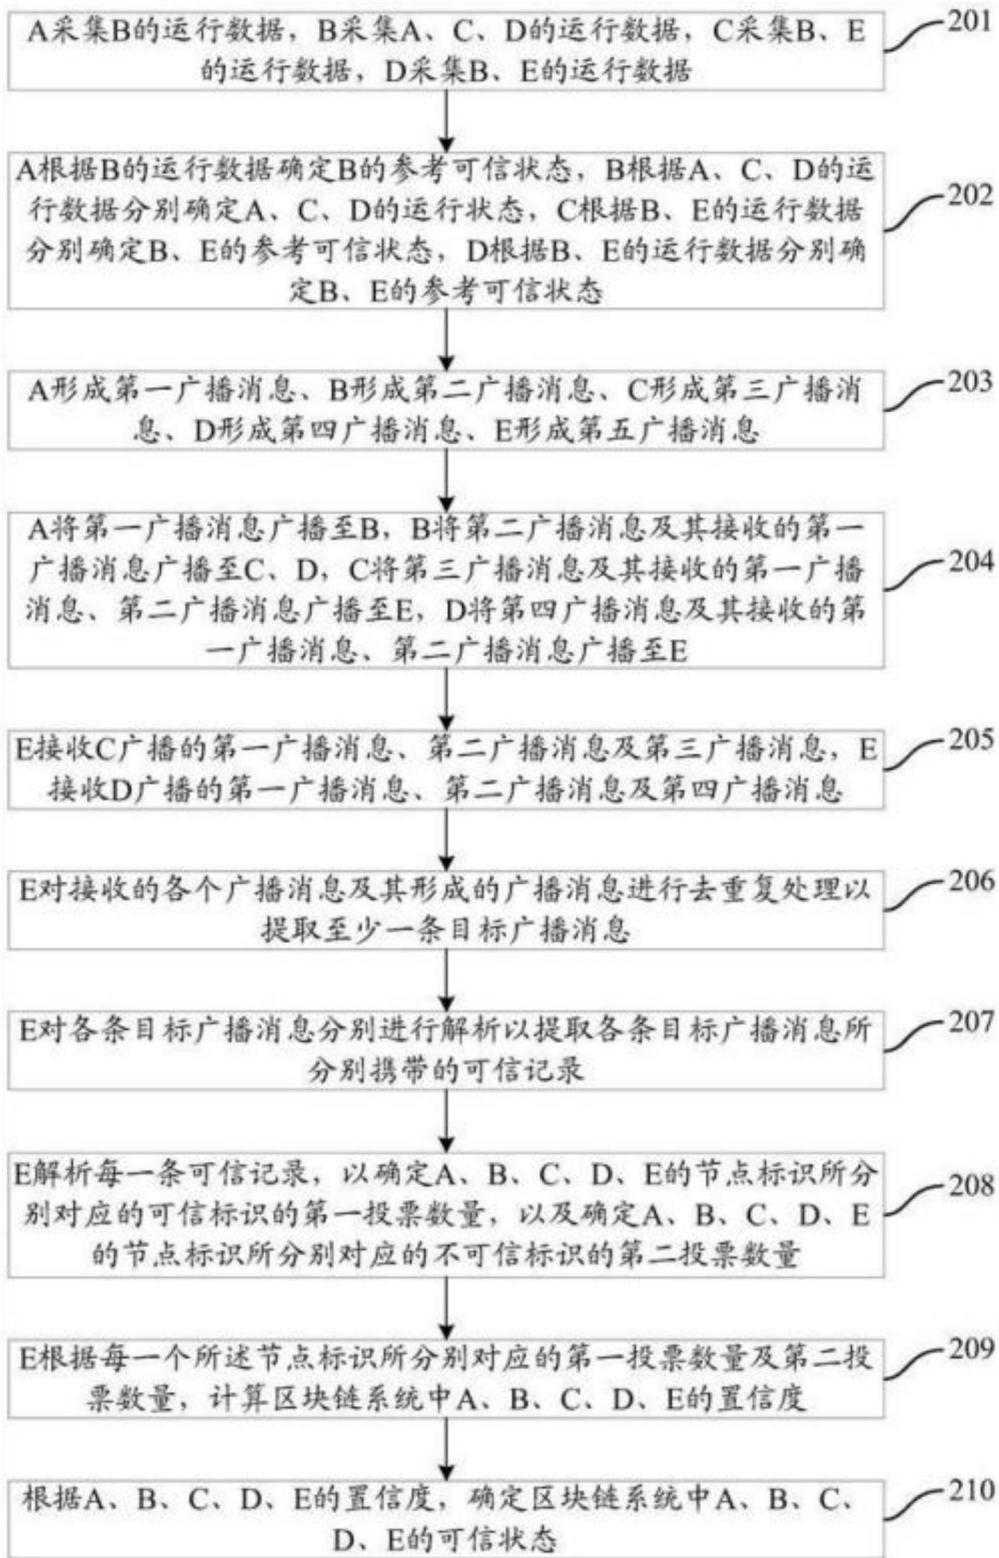 A采集B的运行数据，B采集A、C、D的运行数据，C采集B、E
的运行数据，D采集B、E的运行数据
201
A根据B的运行数据确定B的参考可信状态，B根据A、C、D的运
行数据分别确定A、C、D的运行状态，C根据B、E的运行数据
分别确定B、E的参考可信状态，D根据B、E的运行数据分别确
定B、E的参考可信状态
202
A形成第一广播消息、B形成第二广播消息、C形成第三广播消
息、D形成第四广播消息、E形成第五广播消息
203
A将第一广播消息广播至B，B将第二广播消息及其接收的第一
广播消息广播至C、D，C将第三广播消息及其接收的第一广播
消息、第二广播消息广播至E，D将第四广播消息及其接收的第
一广播消息、第二广播消息广播至E
204
E接收C广播的第一广播消息、第二广播消息及第三广播消息，E
接收D广播的第一广播消息、第二广播消息及第四广播消息
205
E对接收的各个广播消息及其形成的广播消息进行去重复处理以
提取至少一条目标广播消息
206
E对各条目标广播消息分别进行解析以提取各条目标广播消息所
分别携带的可信记录
207
E解析每一条可信记录，以确定A、B、C、D、E的节点标识所分
别对应的可信标识的第一投票数量，以及确定A、B、C、D、E
的节点标识所分别对应的不可信标识的第二投票数量
208
E根据每一个所述节点标识所分别对应的第一投票数量及第二投
票数量，计算区块链系统中A、B、C、D、E的置信度
209
根据A、B、C、D、E的置信度，确定区块链系统中A、B、C、
D、E的可信状态
210